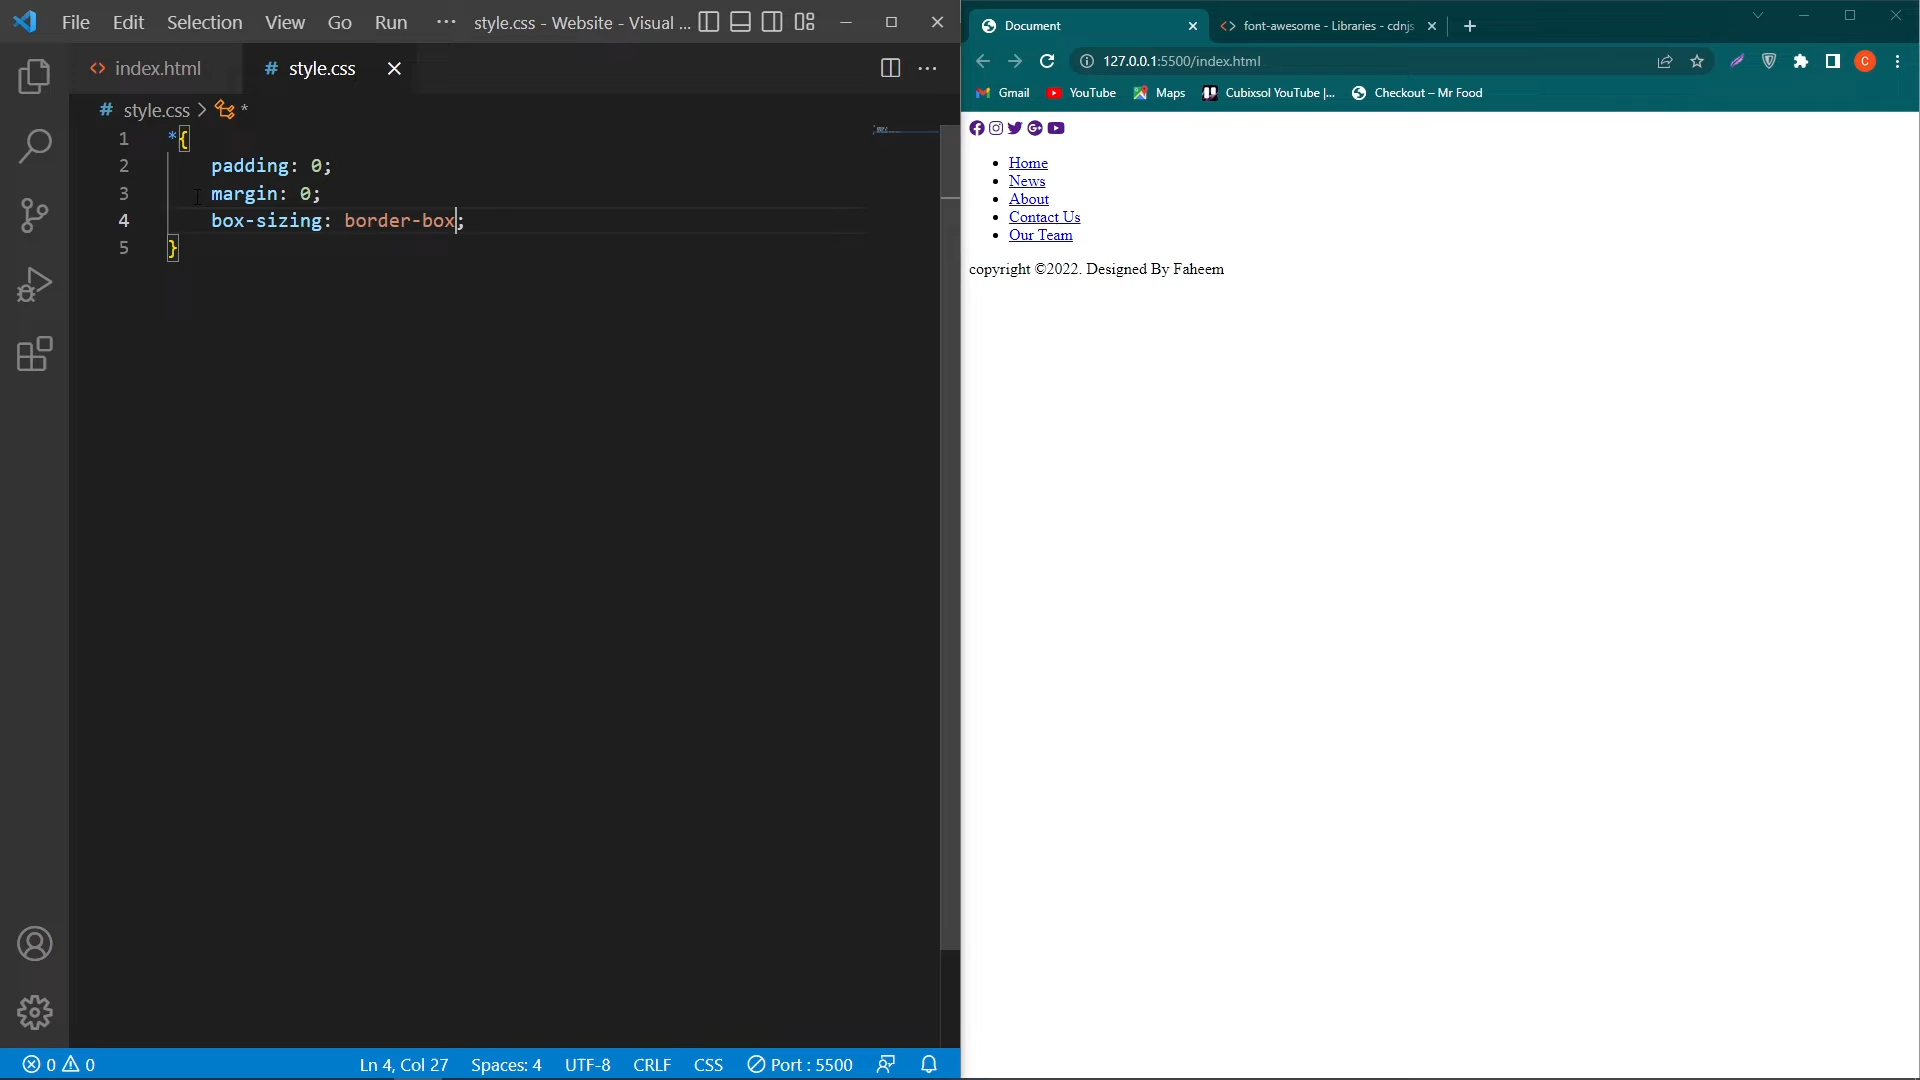 File Edit Selection View Go Run ··· style.css - Website - Visual ...
index.html # style.css
# style.css > *
1 *{
2 padding: 0;
3 margin: 0;
4 box-sizing: border-box;
5 }
0 0 Ln 4, Col 27 Spaces: 4 UTF-8 CRLF CSS Port : 5500
Document font-awesome - Libraries - cdnjs
127.0.0.1:5500/index.html C
Gmail YouTube Maps Cubixsol YouTube |... Checkout – Mr Food
Home
News
About
Contact Us
Our Team
copyright ©2022. Designed By Faheem